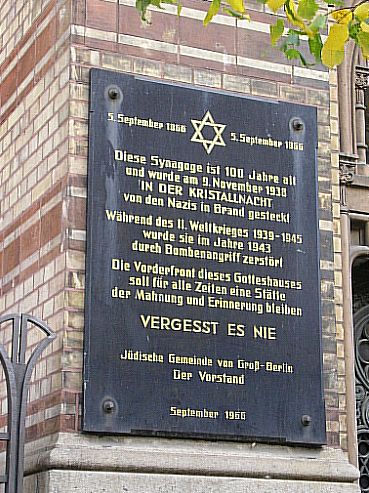 5. September 1866
5. September 1966
Diese Synagoge ist 100 Jahre alt
und wurde am 9. November 1938
IN DER KRISTALLNACHT
von den Nazis in Brand gesteckt
Während des II. Weltkrieges 1939-1945
wurde sie im Jahre 1943
durch Bombenangriff zerstört
Die Vorderfront dieses Gotteshauses
soll für alle Zeiten eine Stätte
der Mahnung und Erinnerung bleiben
VERGESST ES NIE
Jüdische Gemeinde von Groß-Berlin
Der Vorstand
September 1966